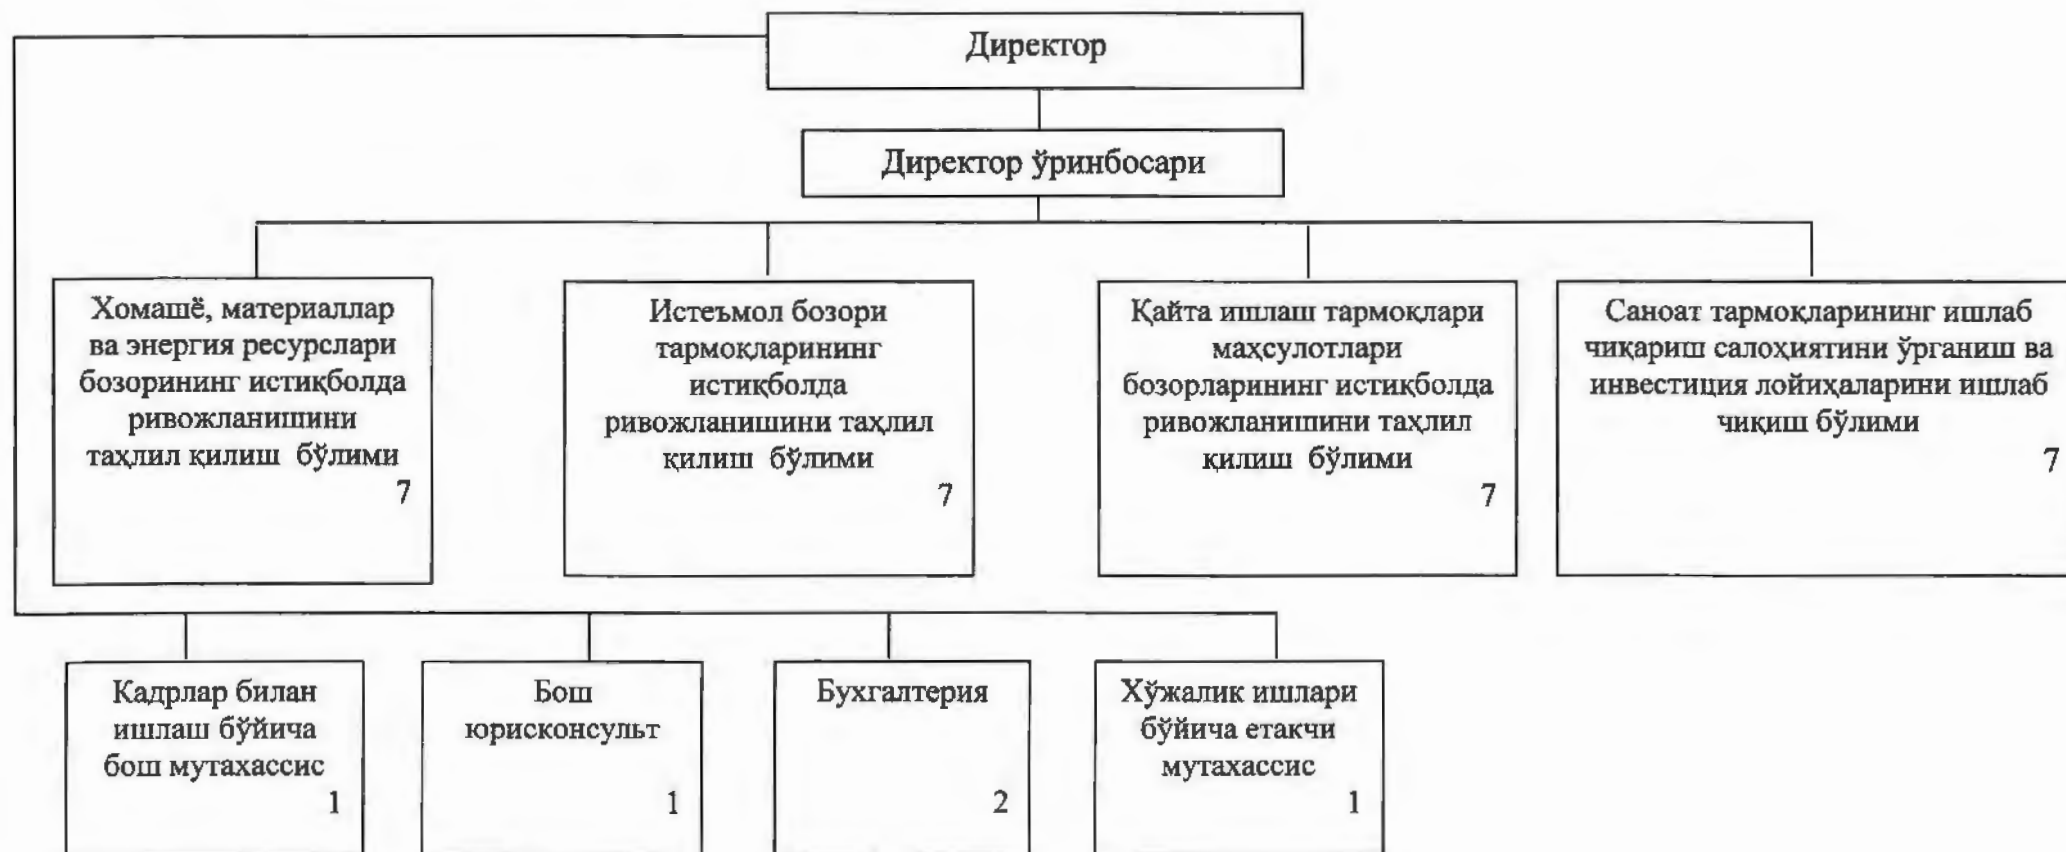 Директор
Директор ўринбосари
Хомашё, материаллар
ва энергия ресурслари
бозорининг истиқболда
ривожланишини
таҳлил қилиш бўлими
7
Истеъмол бозори
тармоқларининг
истиқболда
ривожланишини таҳлил
қилиш бўлими
7
Қайта ишлаш тармоқлари
маҳсулотлари
бозорларининг истиқболда
ривожланишини таҳлил
қилиш бўлими
7
Саноат тармоқларининг ишлаб
чиқариш салоҳиятини ўрганиш ва
инвестиция лойиҳаларини ишлаб
чиқиш бўлими
7
Кадрлар билан
ишлаш бўйича
бош мутахассис
1
Бош
юрисконсульт
1
Бухгалтерия
2
Хўжалик ишлари
бўйича етакчи
мутахассис
1